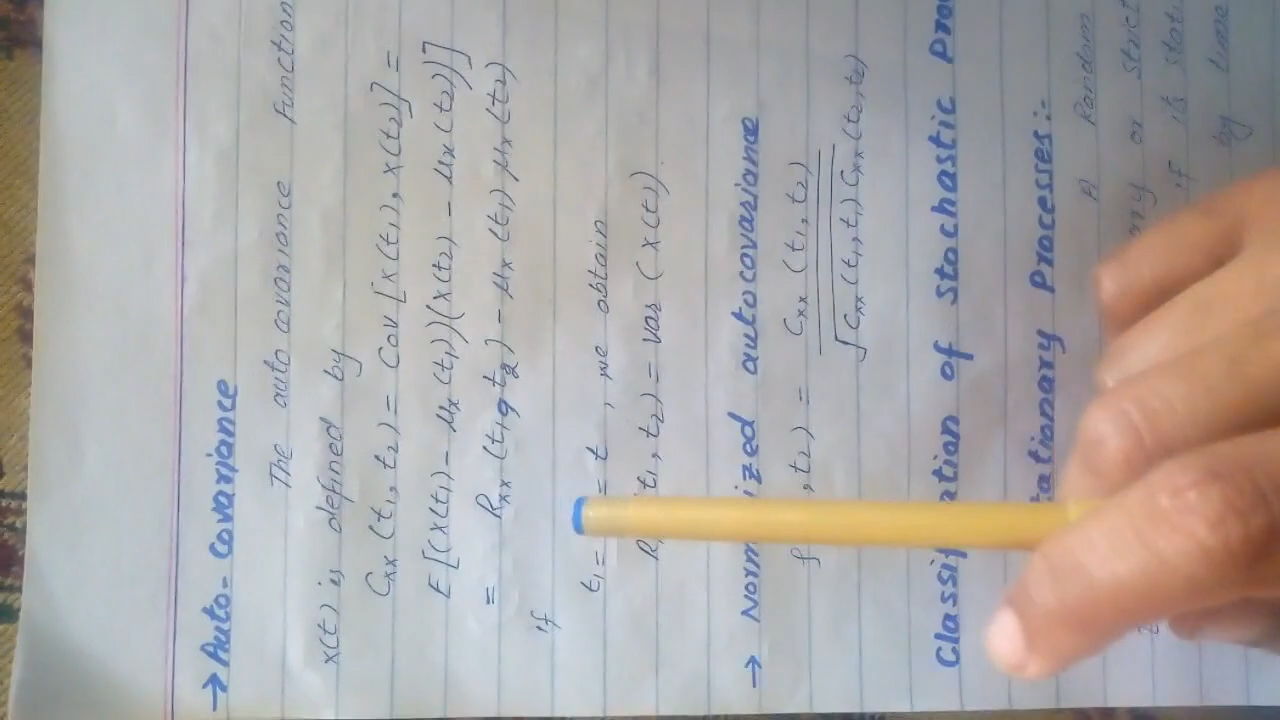 → Auto-Covariance
The auto covariance Function
x(t) is defined by
Cxx (t1, t2) = Cov [x(t1), x(t2)] =
E [(x(t1) - μx(t1))(x(t2) - μx(t2))]
= Rxx (t1, t2) - μx(t1) μx(t2)
if
t1 = = t, we obtain
t1, t2) = var (x(t))
→ Norm ized autocovariance
, t2) = Cxx (t1, t2)
√Cxx (t1, t1) Cxx (t2, t2)
Classif ation of stochastic Pro
tationary Processes:-
A Random
or strict
if is stat
by time